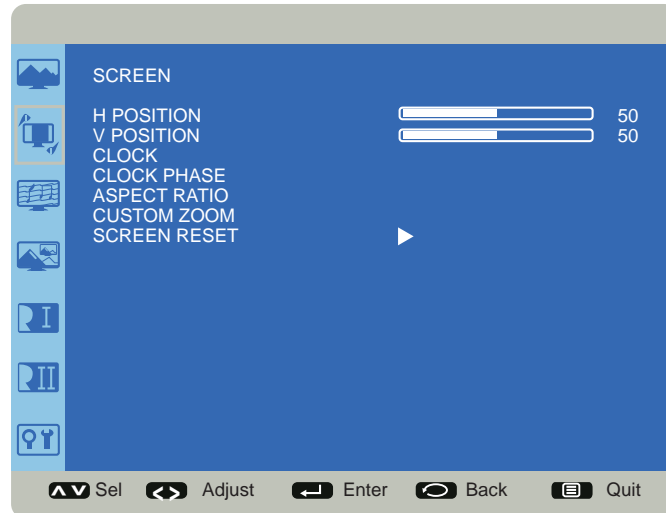 SCREEN
H POSITION 50
V POSITION 50
CLOCK
CLOCK PHASE
ASPECT RATIO
CUSTOM ZOOM
SCREEN RESET
I
II
Sel Adjust Enter Back Quit